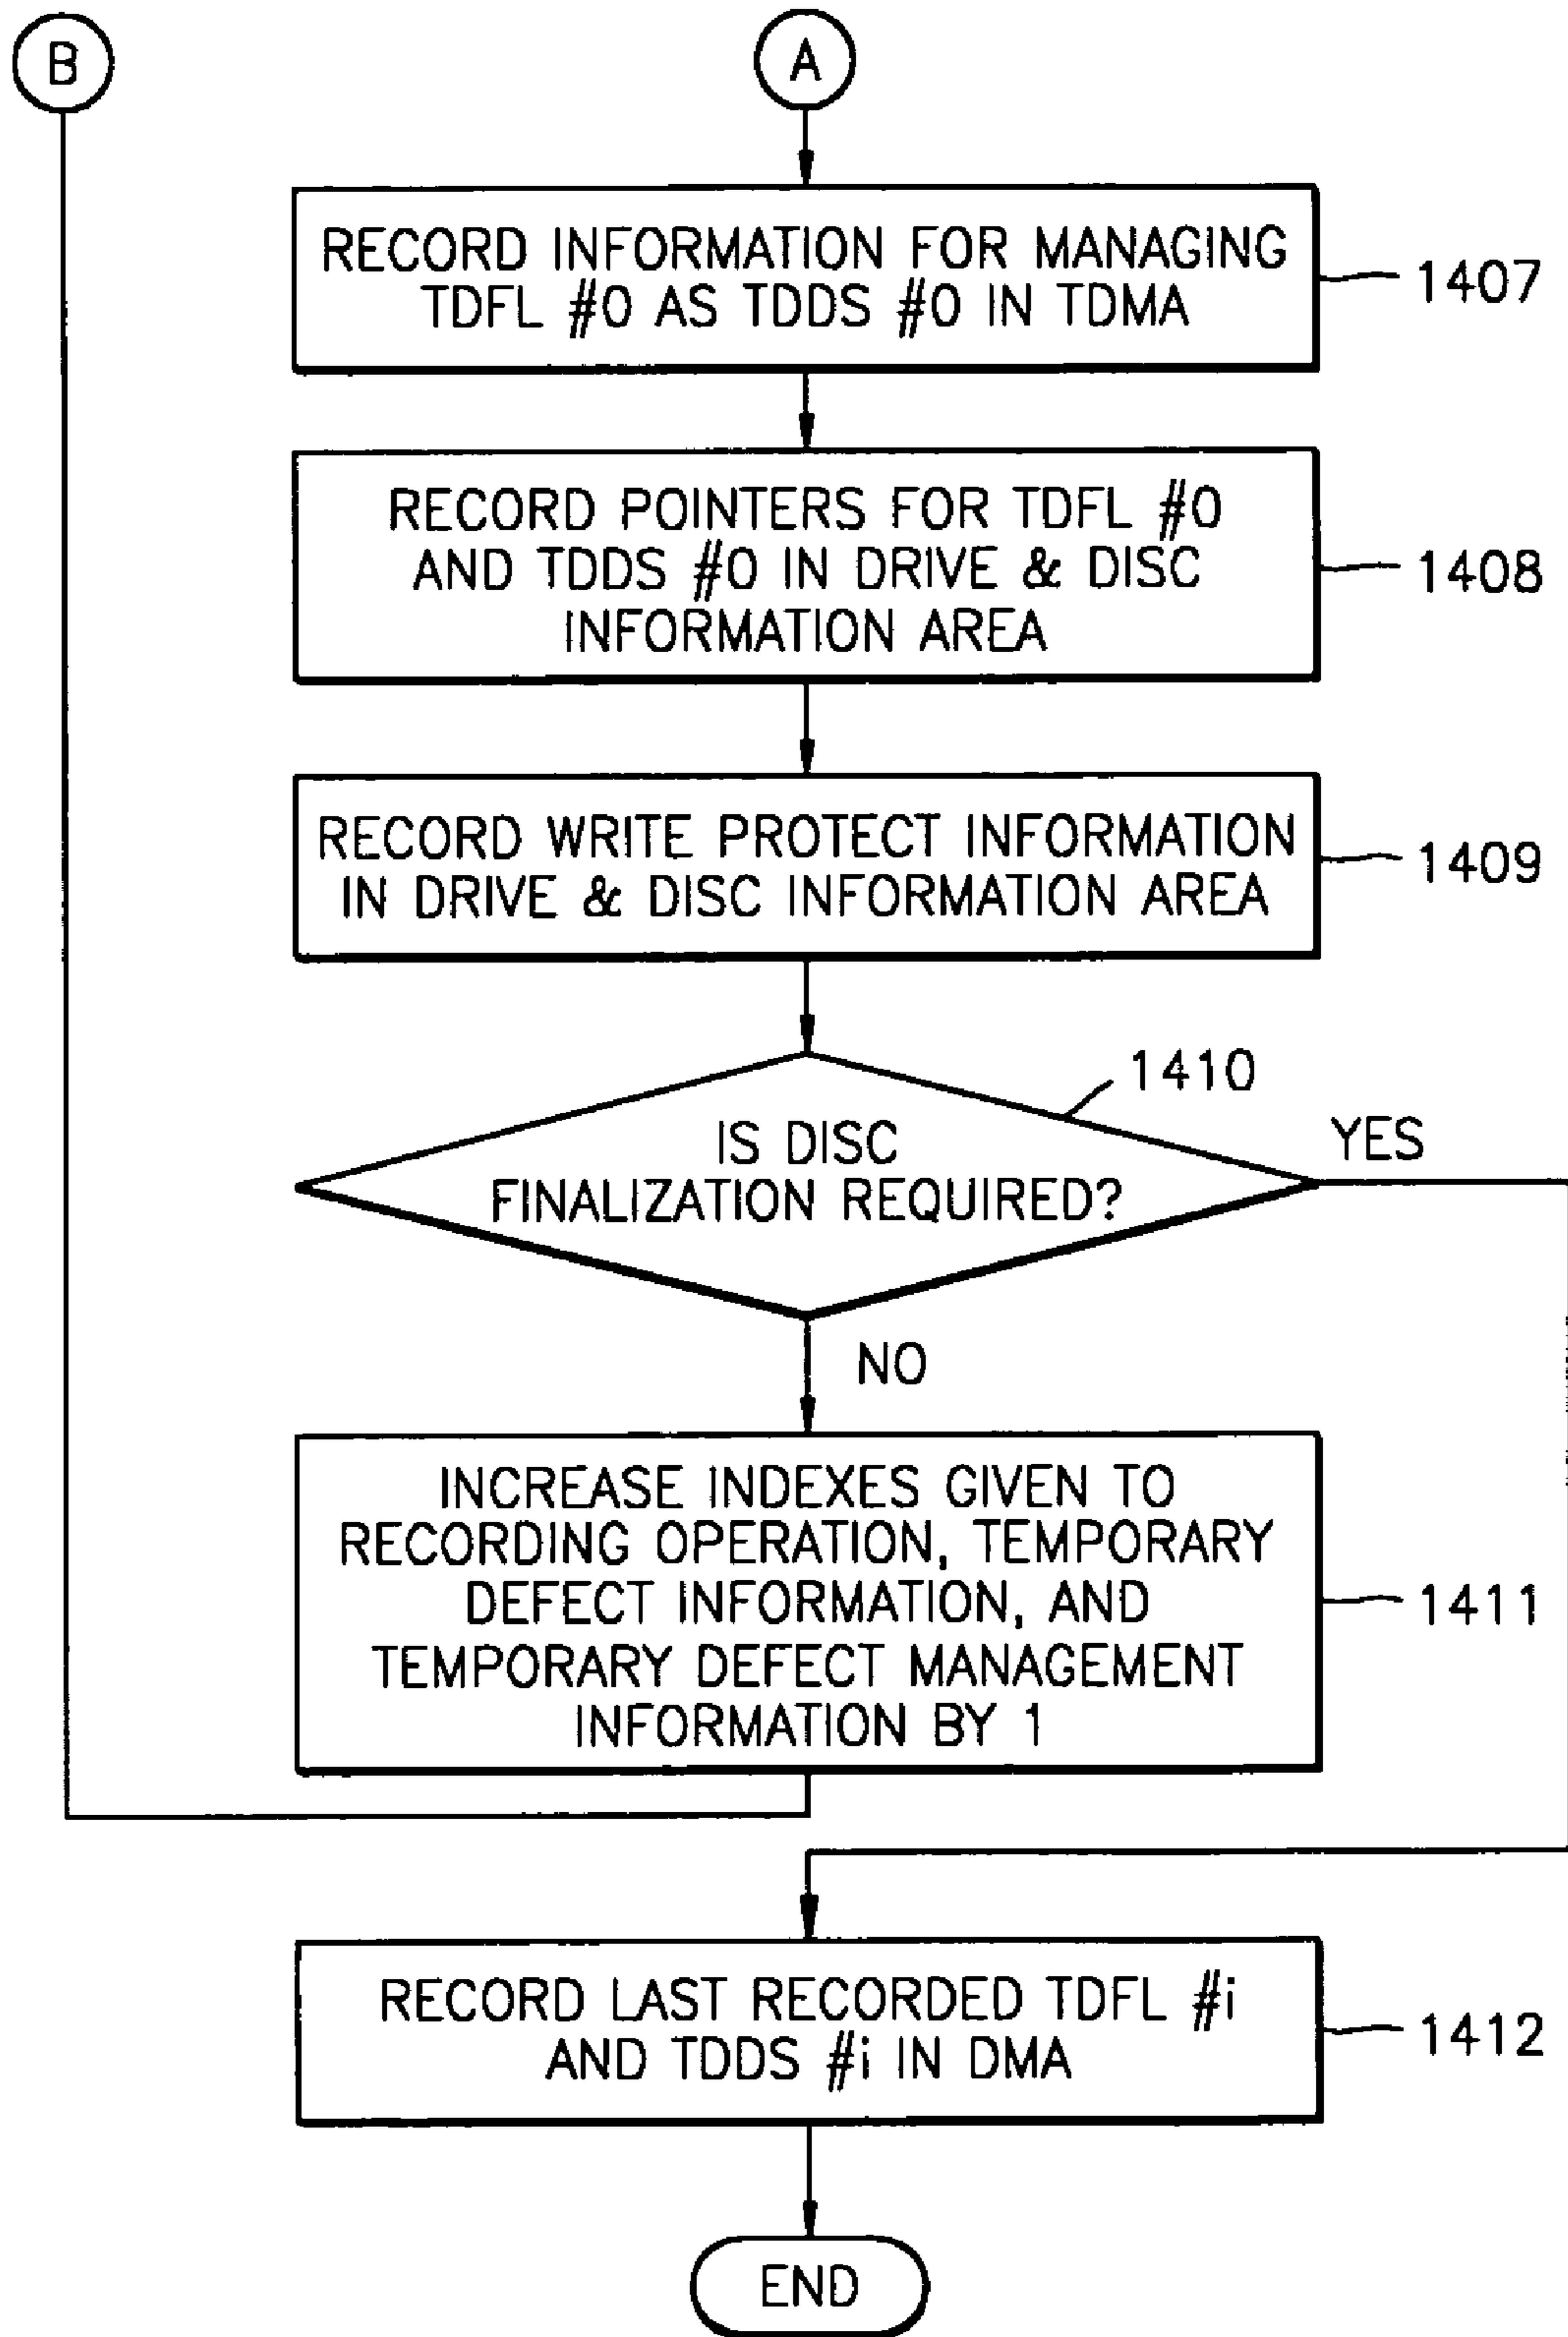 B
A
RECORD INFORMATION FOR MANAGING
TDFL #0 AS TDDS #0 IN TDMA
1407
RECORD POINTERS FOR TDFL #0
AND TDDS #0 IN DRIVE & DISC
INFORMATION AREA
1408
RECORD WRITE PROTECT INFORMATION
IN DRIVE & DISC INFORMATION AREA
1409
1410
IS DISC
FINALIZATION REQUIRED?
YES
NO
INCREASE INDEXES GIVEN TO
RECORDING OPERATION, TEMPORARY
DEFECT INFORMATION, AND
TEMPORARY DEFECT MANAGEMENT
INFORMATION BY 1
1411
RECORD LAST RECORDED TDFL #i
AND TDDS #i IN DMA
1412
END